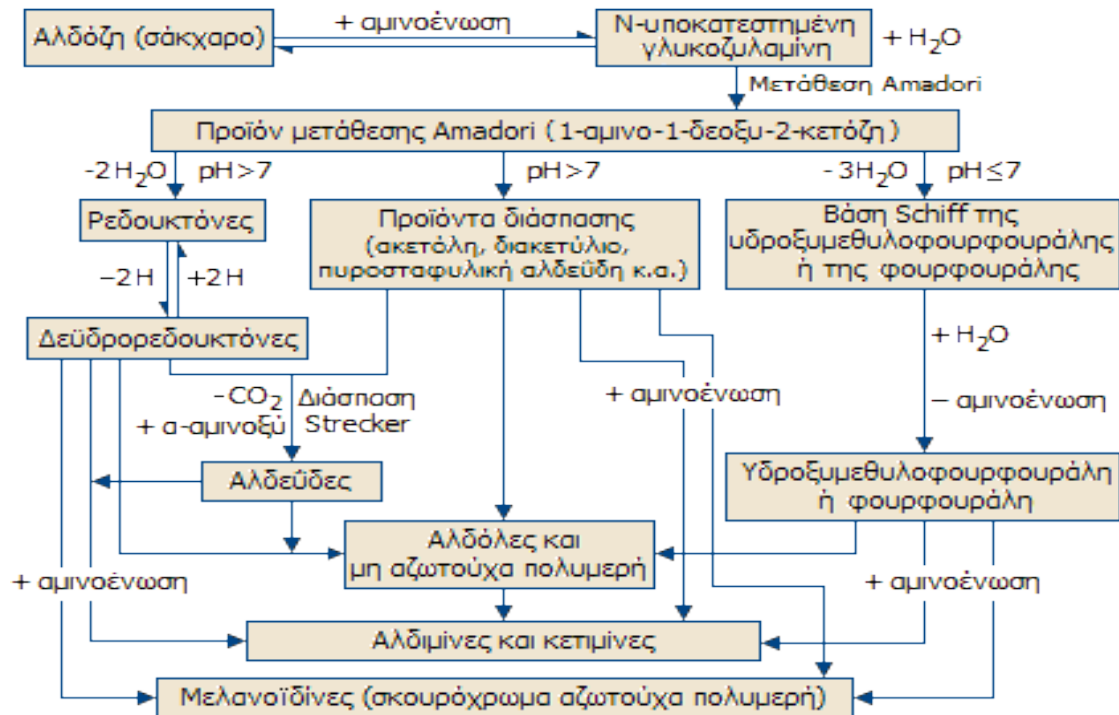 Αλδόζη (σάκχαρο)
+ αμινοένωση
Ν-υποκατεστημένη
γλυκοζυλαμίνη
+ H2O
Μετάθεση Amadori
Προϊόν μετάθεσης Amadori (1-αμινο-1-δεοξυ-2-κετόζη)
-2H2O
pH>7
pH>7
- 3H2O
pH≤7
Ρεδουκτόνες
Προϊόντα διάσπασης
(ακετόλη, διακετύλιο,
πυροσταφυλική αλδεΰδη κ.α.)
Βάση Schiff της
υδροξυμεθυλοφουρφουράλης
ή της φουρφουράλης
−2H
+2H
Δεϋδρορεδουκτόνες
+ H2O
-CO2
+ α-αμινοξύ
Διάσπαση
Strecker
+ αμινοένωση
− αμινοένωση
Αλδεΰδες
Υδροξυμεθυλοφουρφουράλη
ή φουρφουράλη
Αλδόλες και
μη αζωτούχα πολυμερή
+ αμινοένωση
+ αμινοένωση
Αλδιμίνες και κετιμίνες
Μελανοϊδίνες (σκουρόχρωμα αζωτούχα πολυμερή)